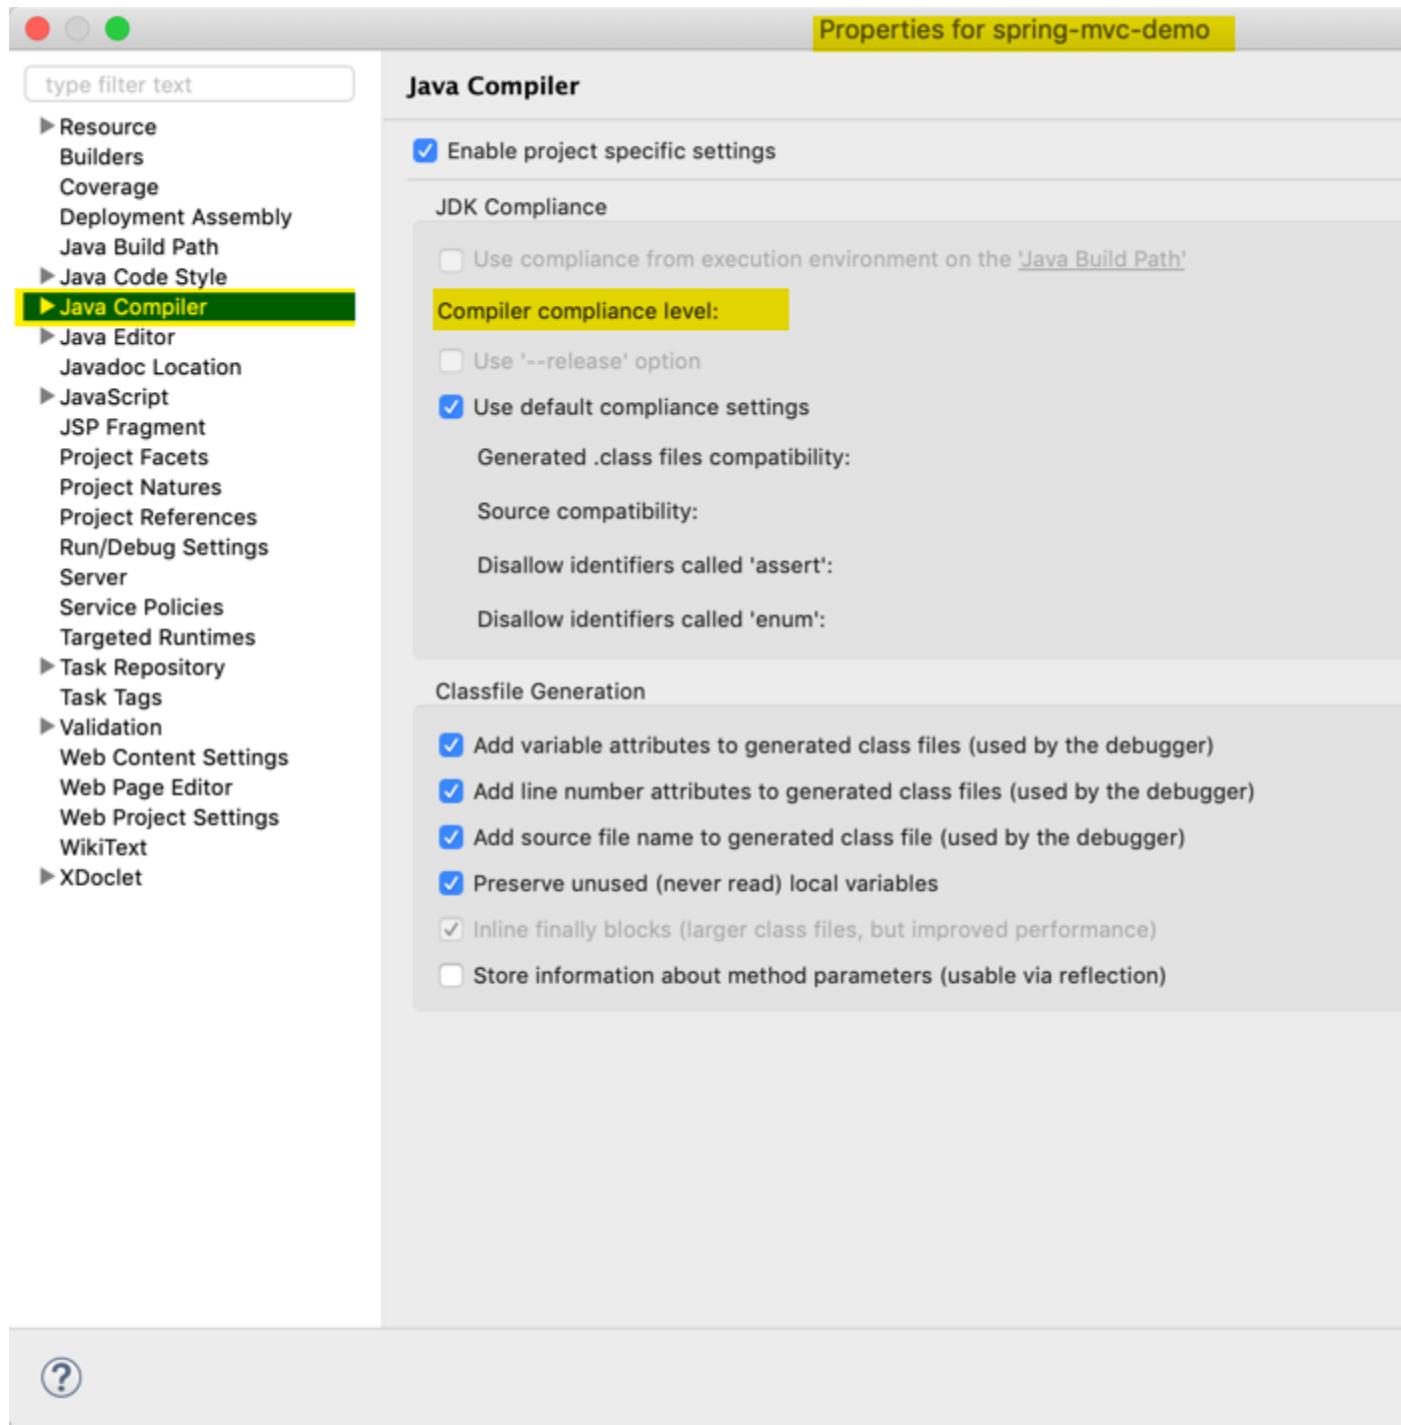 Properties for spring-mvc-demo
type filter text
Resource
Builders
Coverage
Deployment Assembly
Java Build Path
Java Code Style
Java Compiler
Java Editor
Javadoc Location
JavaScript
JSP Fragment
Project Facets
Project Natures
Project References
Run/Debug Settings
Server
Service Policies
Targeted Runtimes
Task Repository
Task Tags
Validation
Web Content Settings
Web Page Editor
Web Project Settings
WikiText
XDoclet
Java Compiler
Enable project specific settings
JDK Compliance
Use compliance from execution environment on the 'Java Build Path'
Compiler compliance level:
Use '--release' option
Use default compliance settings
Generated .class files compatibility:
Source compatibility:
Disallow identifiers called 'assert':
Disallow identifiers called 'enum':
Classfile Generation
Add variable attributes to generated class files (used by the debugger)
Add line number attributes to generated class files (used by the debugger)
Add source file name to generated class file (used by the debugger)
Preserve unused (never read) local variables
Inline finally blocks (larger class files, but improved performance)
Store information about method parameters (usable via reflection)
?